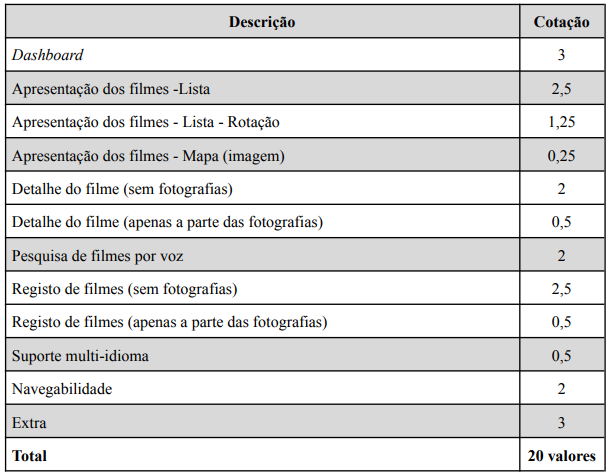 Descrição Cotação
Dashboard 3
Apresentação dos filmes -Lista 2,5
Apresentação dos filmes - Lista - Rotação 1,25
Apresentação dos filmes - Mapa (imagem) 0,25
Detalhe do filme (sem fotografias) 2
Detalhe do filme (apenas a parte das fotografias) 0,5
Pesquisa de filmes por voz 2
Registo de filmes (sem fotografias) 2,5
Registo de filmes (apenas a parte das fotografias) 0,5
Suporte multi-idioma 0,5
Navegabilidade 2
Extra 3
Total 20 valores